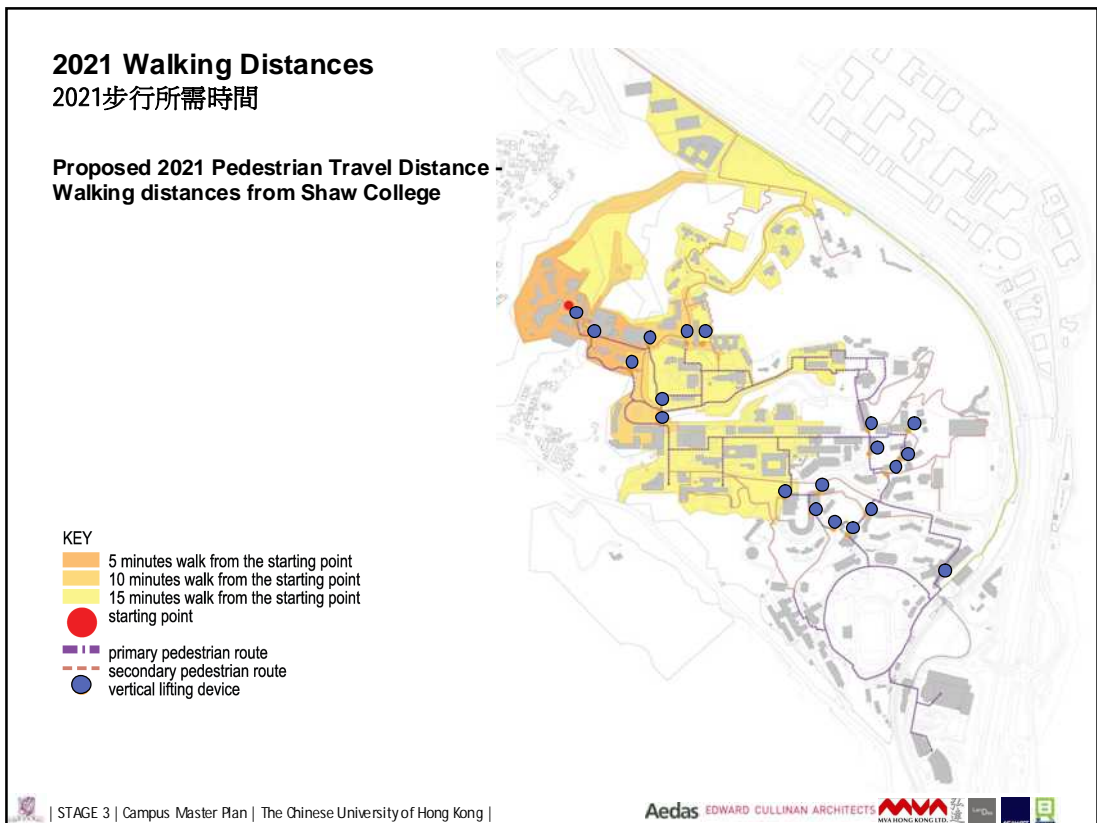 2021 Walking Distances
2021步行所需時間
Proposed 2021 Pedestrian Travel Distance -
Walking distances from Shaw College
KEY
5 minutes walk from the starting point
10 minutes walk from the starting point
15 minutes walk from the starting point
starting point
primary pedestrian route
secondary pedestrian route
vertical lifting device
| STAGE 3 | Campus Master Plan | The Chinese University of Hong Kong |
Aedas EDWARD CULLINAN ARCHITECTS MVA
MVA HONG KONG LTD.
弘達